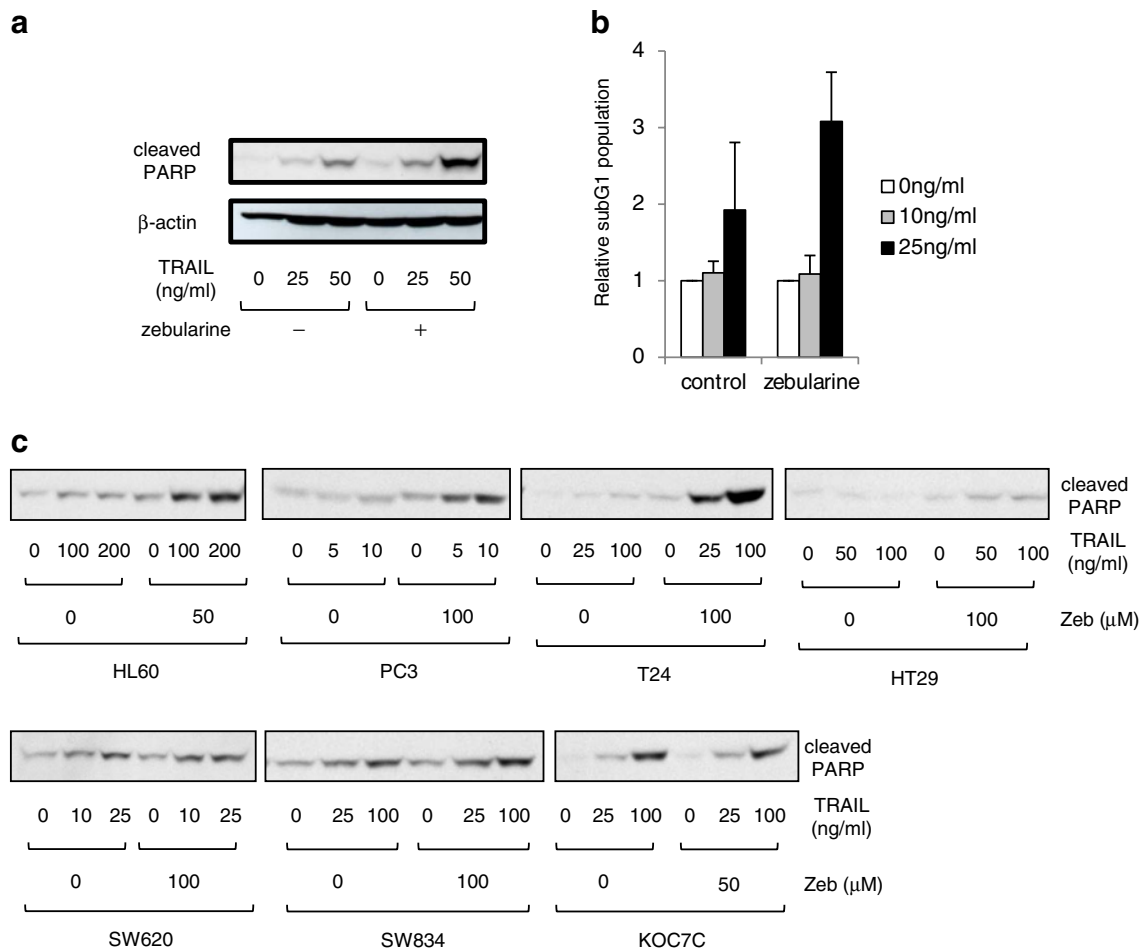 a
cleaved
PARP
β-actin
TRAIL
(ng/ml)
0 25 50 0 25 50
zebularine
− +
b
Relative subG1 population
4
3
2
1
0
control zebularine
0ng/ml
10ng/ml
25ng/ml
c
cleaved
PARP
0 100 200 0 100 200
0 5 10 0 5 10
0 25 100 0 25 100
0 50 100 0 50 100
TRAIL
(ng/ml)
0 50
0 100
0 100
0 100
Zeb (μM)
HL60
PC3
T24
HT29
cleaved
PARP
0 10 25 0 10 25
0 25 100 0 25 100
0 25 100 0 25 100
TRAIL
(ng/ml)
0 100
0 100
0 50
Zeb (μM)
SW620
SW834
KOC7C